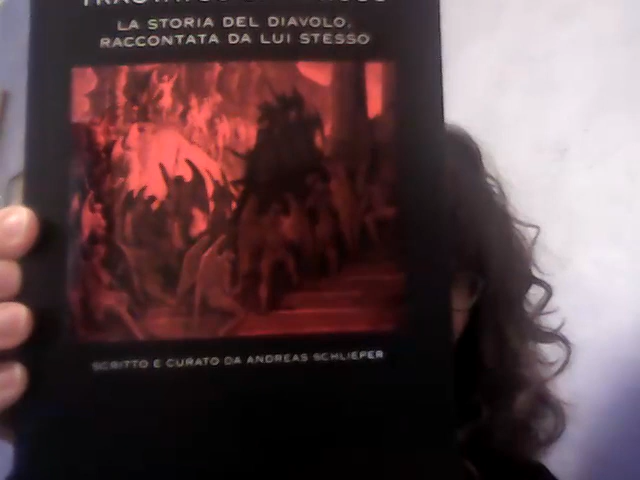 LA STORIA DEL DIAVOLO,
RACCONTATA DA LUI STESSO
SCRITTO E CURATO DA ANDREAS SCHLIEPER